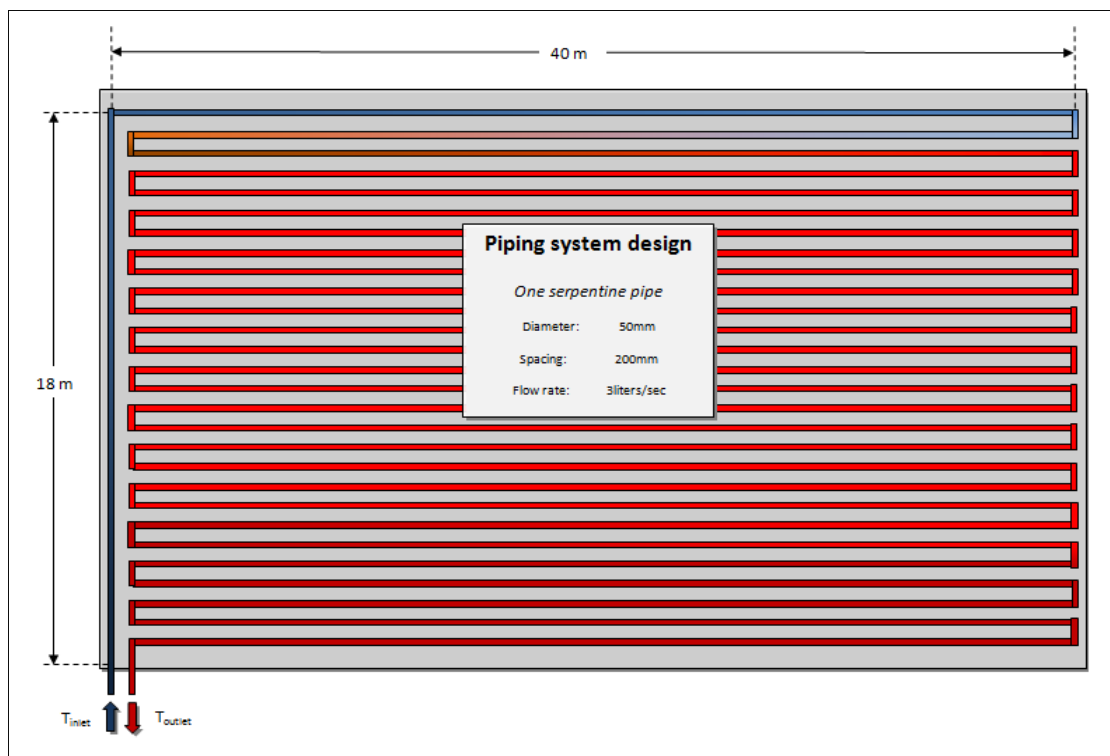 40 m
18 m
Piping system design
One serpentine pipe
Diameter: 50mm
Spacing: 200mm
Flow rate: 3liters/sec
Tinlet
Toutlet